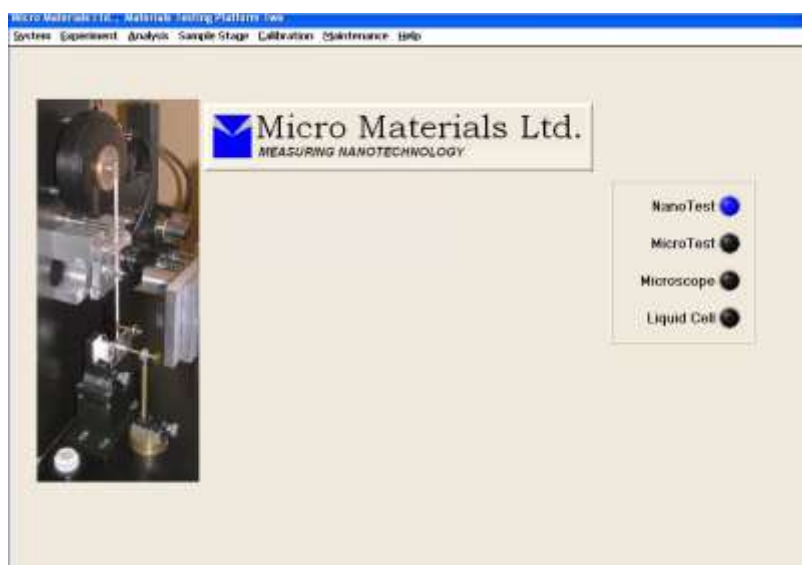 Micro Materials Ltd., Materials Testing Platform Two
System Experiment Analysis Sample Stage Calibration Maintenance Help
Micro Materials Ltd.
MEASURING NANOTECHNOLOGY
NanoTest
MicroTest
Microscope
Liquid Cell